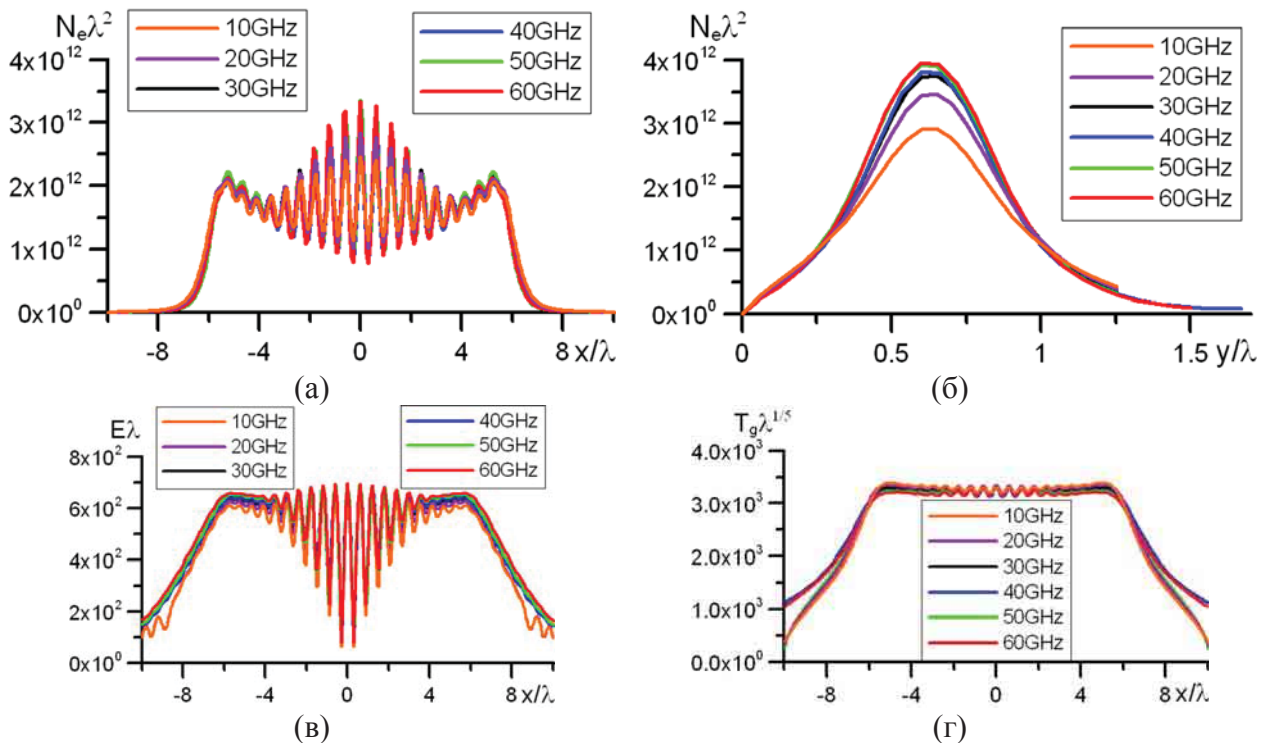 Nₑλ²
10GHz
20GHz
30GHz
40GHz
50GHz
60GHz
4x10¹²
3x10¹²
2x10¹²
1x10¹²
0x10⁰
-8 -4 0 4 8 x/λ
(а)
Nₑλ²
10GHz
20GHz
30GHz
40GHz
50GHz
60GHz
4x10¹²
3x10¹²
2x10¹²
1x10¹²
0x10⁰
0 0.5 1 1.5 y/λ
(б)
Eλ
10GHz
20GHz
30GHz
40GHz
50GHz
60GHz
8x10²
6x10²
4x10²
2x10²
0x10⁰
-8 -4 0 4 8 x/λ
(в)
T_gλ¹ᐟ⁵
4.0x10³
3.0x10³
2.0x10³
1.0x10³
0.0x10⁰
10GHz
20GHz
30GHz
40GHz
50GHz
60GHz
-8 -4 0 4 8 x/λ
(г)